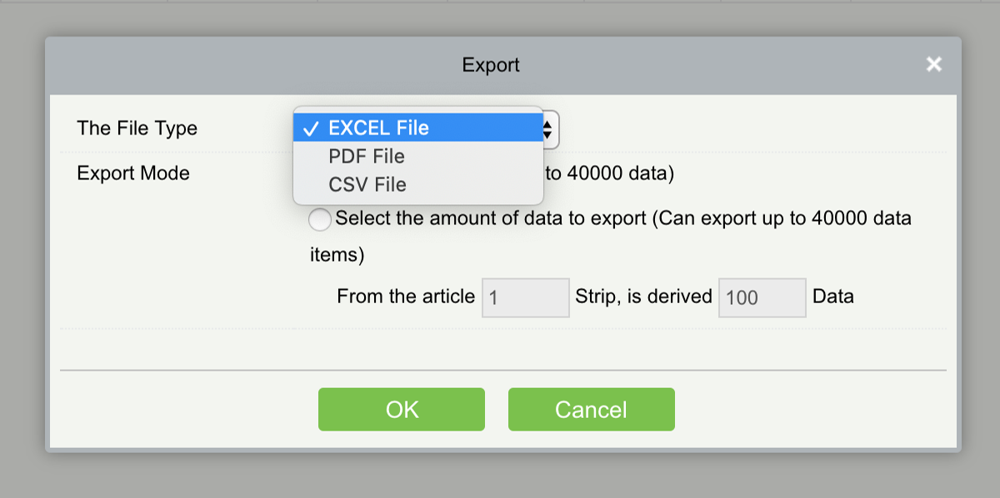 Export
The File Type
EXCEL File
PDF File
CSV File
Export Mode
to 40000 data)
Select the amount of data to export (Can export up to 40000 data
items)
From the article 1 Strip, is derived 100 Data
OK Cancel